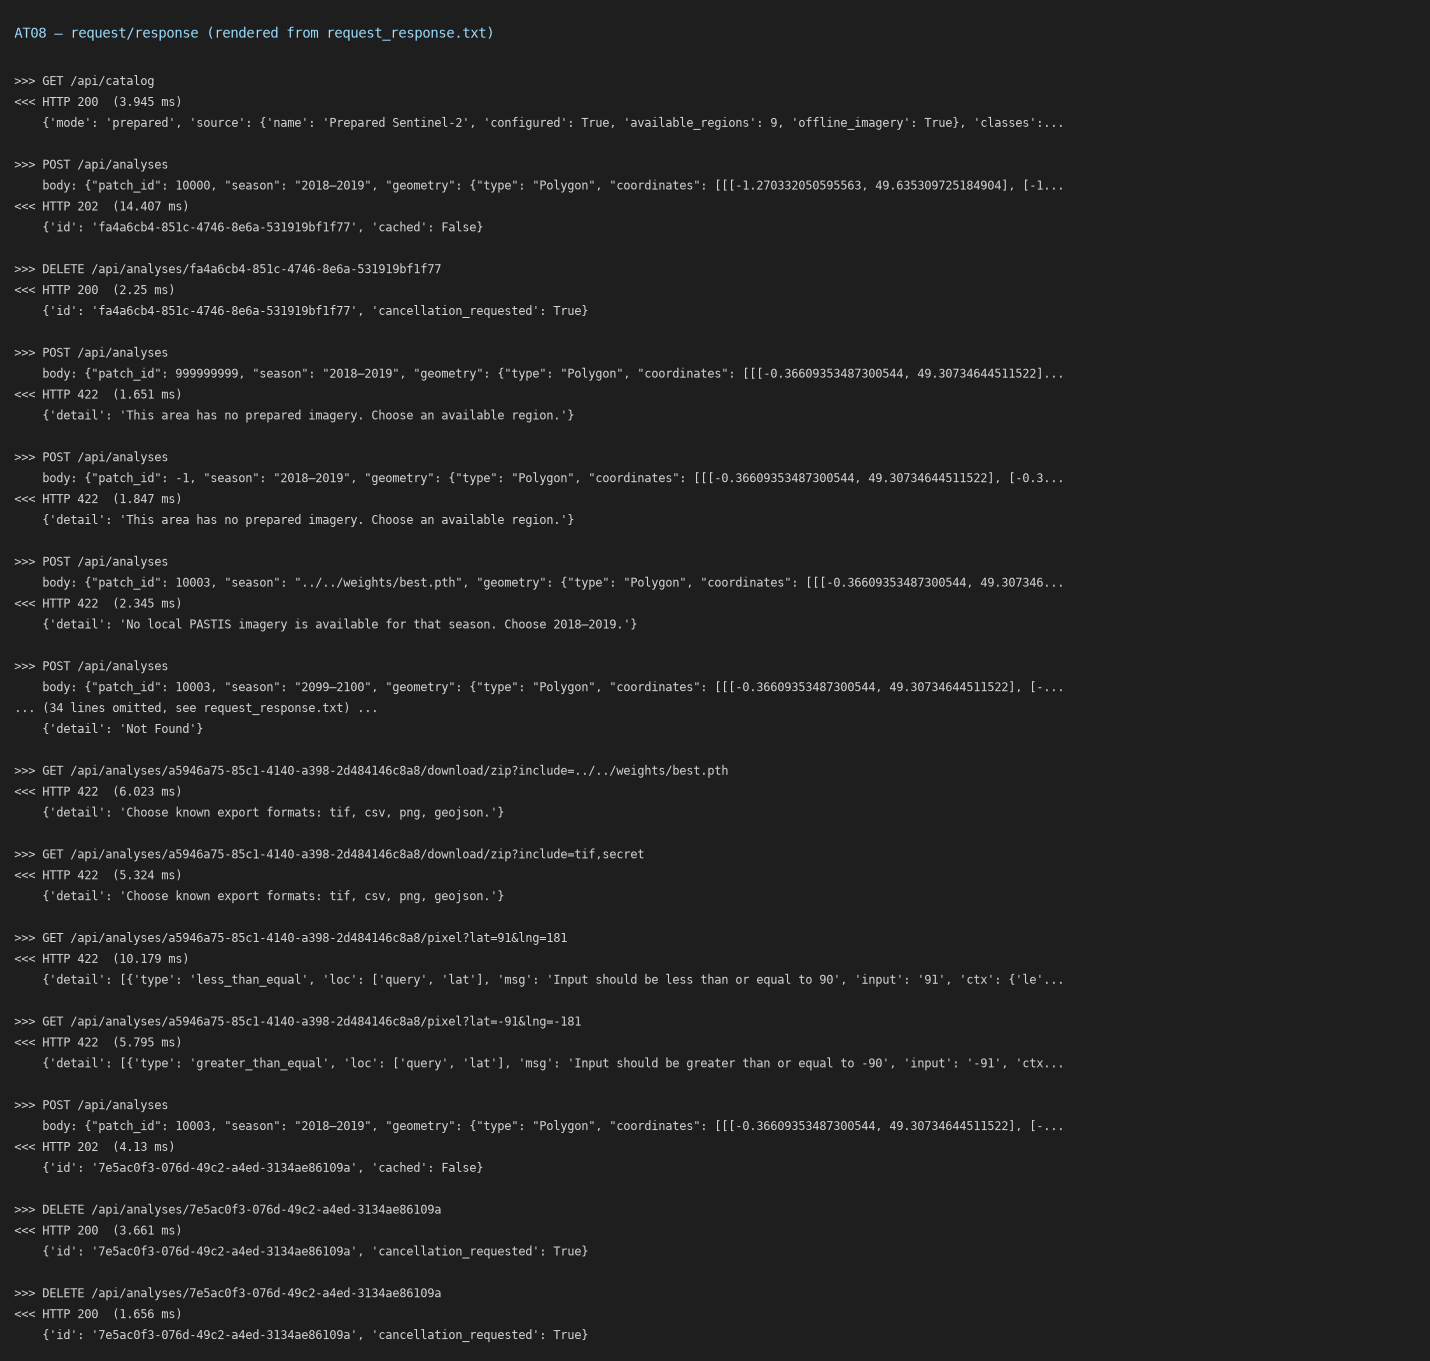 AT08 — request/response (rendered from request_response.txt)
>>> GET /api/catalog
<<< HTTP 200  (3.945 ms)
    {'mode': 'prepared', 'source': {'name': 'Prepared Sentinel-2', 'configured': True, 'available_regions': 9, 'offline_imagery': True}, 'classes':...
>>> POST /api/analyses
    body: {"patch_id": 10000, "season": "2018–2019", "geometry": {"type": "Polygon", "coordinates": [[[-1.270332050595563, 49.635309725184904], [-1...
<<< HTTP 202  (14.407 ms)
    {'id': 'fa4a6cb4-851c-4746-8e6a-531919bf1f77', 'cached': False}
>>> DELETE /api/analyses/fa4a6cb4-851c-4746-8e6a-531919bf1f77
<<< HTTP 200  (2.25 ms)
    {'id': 'fa4a6cb4-851c-4746-8e6a-531919bf1f77', 'cancellation_requested': True}
>>> POST /api/analyses
    body: {"patch_id": 999999999, "season": "2018–2019", "geometry": {"type": "Polygon", "coordinates": [[[-0.36609353487300544, 49.30734644511522]...
<<< HTTP 422  (1.651 ms)
    {'detail': 'This area has no prepared imagery. Choose an available region.'}
>>> POST /api/analyses
    body: {"patch_id": -1, "season": "2018–2019", "geometry": {"type": "Polygon", "coordinates": [[[-0.36609353487300544, 49.30734644511522], [-0.3...
<<< HTTP 422  (1.847 ms)
    {'detail': 'This area has no prepared imagery. Choose an available region.'}
>>> POST /api/analyses
    body: {"patch_id": 10003, "season": "../../weights/best.pth", "geometry": {"type": "Polygon", "coordinates": [[[-0.36609353487300544, 49.307346...
<<< HTTP 422  (2.345 ms)
    {'detail': 'No local PASTIS imagery is available for that season. Choose 2018–2019.'}
>>> POST /api/analyses
    body: {"patch_id": 10003, "season": "2099–2100", "geometry": {"type": "Polygon", "coordinates": [[[-0.36609353487300544, 49.30734644511522], [-...
... (34 lines omitted, see request_response.txt) ...
    {'detail': 'Not Found'}
>>> GET /api/analyses/a5946a75-85c1-4140-a398-2d484146c8a8/download/zip?include=../../weights/best.pth
<<< HTTP 422  (6.023 ms)
    {'detail': 'Choose known export formats: tif, csv, png, geojson.'}
>>> GET /api/analyses/a5946a75-85c1-4140-a398-2d484146c8a8/download/zip?include=tif,secret
<<< HTTP 422  (5.324 ms)
    {'detail': 'Choose known export formats: tif, csv, png, geojson.'}
>>> GET /api/analyses/a5946a75-85c1-4140-a398-2d484146c8a8/pixel?lat=91&lng=181
<<< HTTP 422  (10.179 ms)
    {'detail': [{'type': 'less_than_equal', 'loc': ['query', 'lat'], 'msg': 'Input should be less than or equal to 90', 'input': '91', 'ctx': {'le'...
>>> GET /api/analyses/a5946a75-85c1-4140-a398-2d484146c8a8/pixel?lat=-91&lng=-181
<<< HTTP 422  (5.795 ms)
    {'detail': [{'type': 'greater_than_equal', 'loc': ['query', 'lat'], 'msg': 'Input should be greater than or equal to -90', 'input': '-91', 'ctx...
>>> POST /api/analyses
    body: {"patch_id": 10003, "season": "2018–2019", "geometry": {"type": "Polygon", "coordinates": [[[-0.36609353487300544, 49.30734644511522], [-...
<<< HTTP 202  (4.13 ms)
    {'id': '7e5ac0f3-076d-49c2-a4ed-3134ae86109a', 'cached': False}
>>> DELETE /api/analyses/7e5ac0f3-076d-49c2-a4ed-3134ae86109a
<<< HTTP 200  (3.661 ms)
    {'id': '7e5ac0f3-076d-49c2-a4ed-3134ae86109a', 'cancellation_requested': True}
>>> DELETE /api/analyses/7e5ac0f3-076d-49c2-a4ed-3134ae86109a
<<< HTTP 200  (1.656 ms)
    {'id': '7e5ac0f3-076d-49c2-a4ed-3134ae86109a', 'cancellation_requested': True}